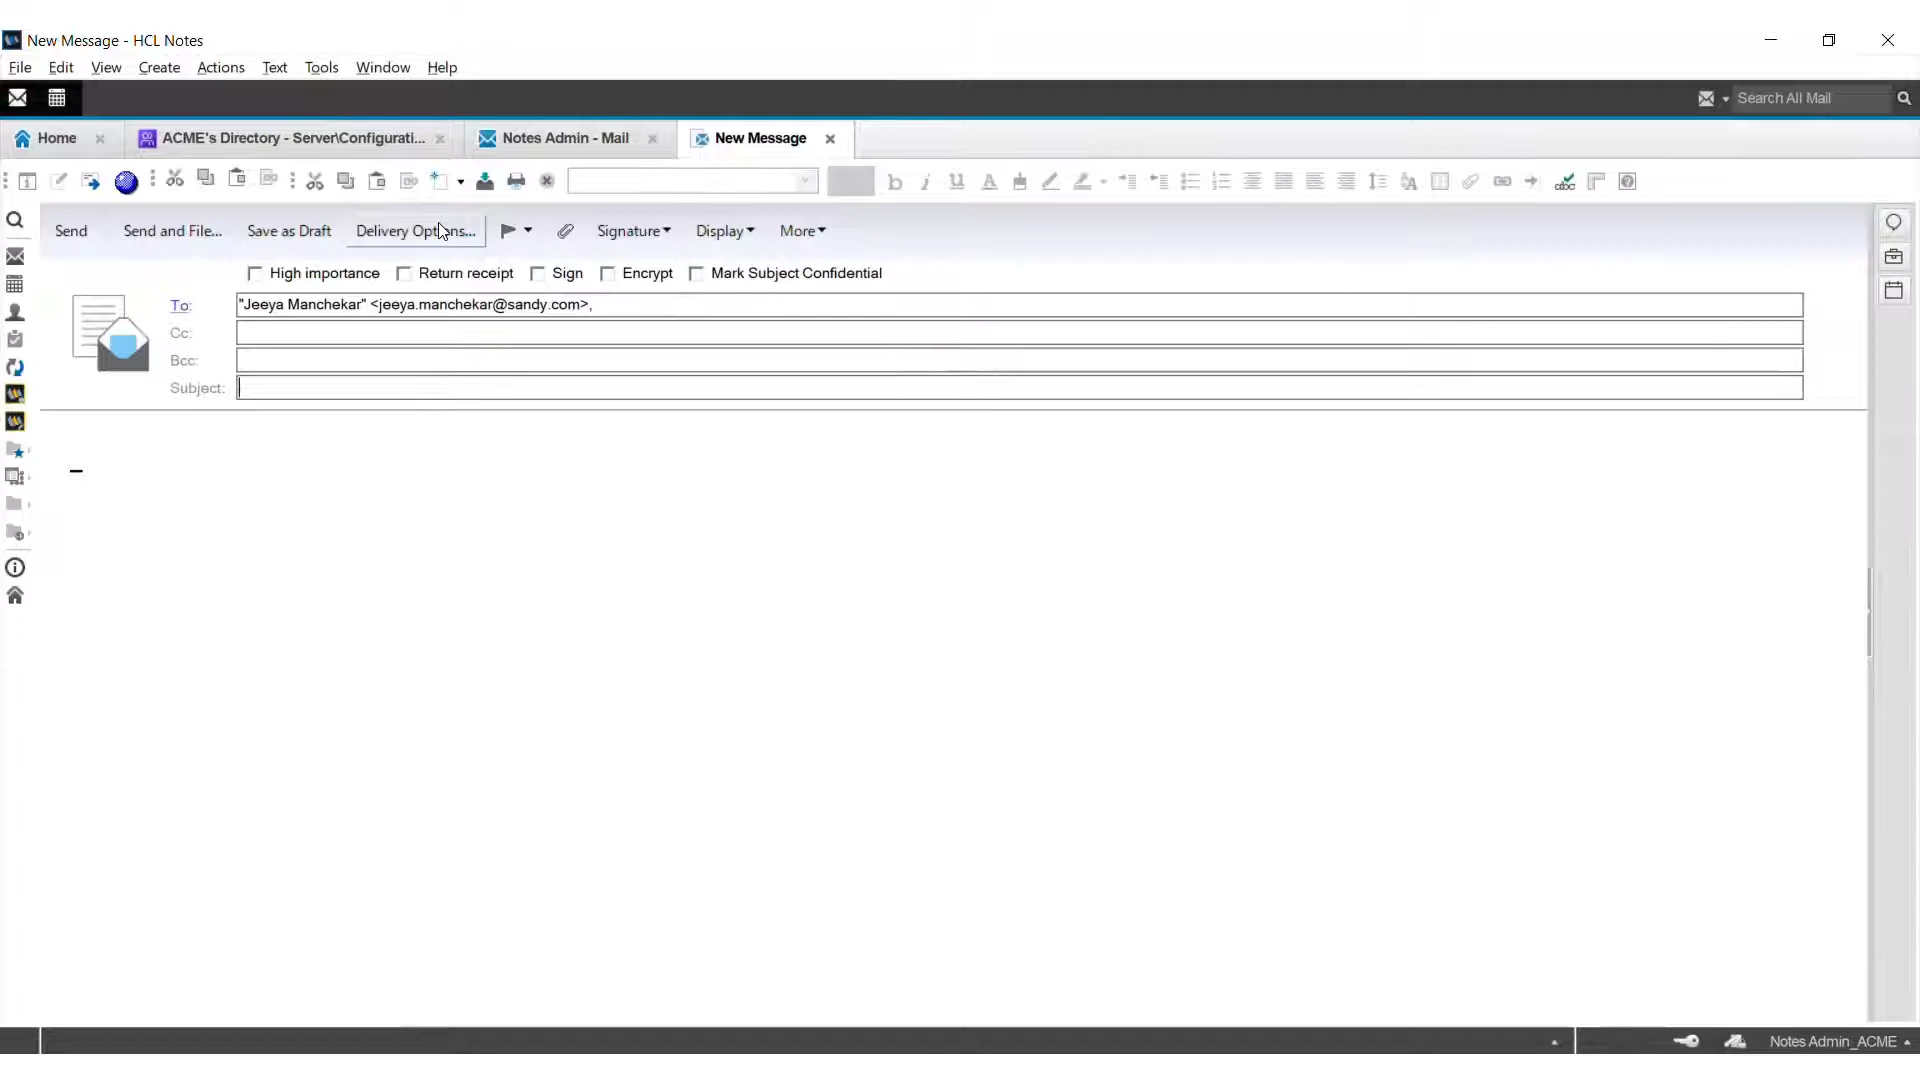 New Message - HCL Notes
File Edit View Create Actions Text Tools Window Help
Search All Mail
Home ACME's Directory - Server\Configurati... Notes Admin - Mail New Message
Send Send and File... Save as Draft Delivery Options... Signature Display More
High importance Return receipt Sign Encrypt Mark Subject Confidential
To: "Jeeya Manchekar" <jeeya.manchekar@sandy.com>,
Cc:
Bcc:
Subject:
Notes Admin_ACME